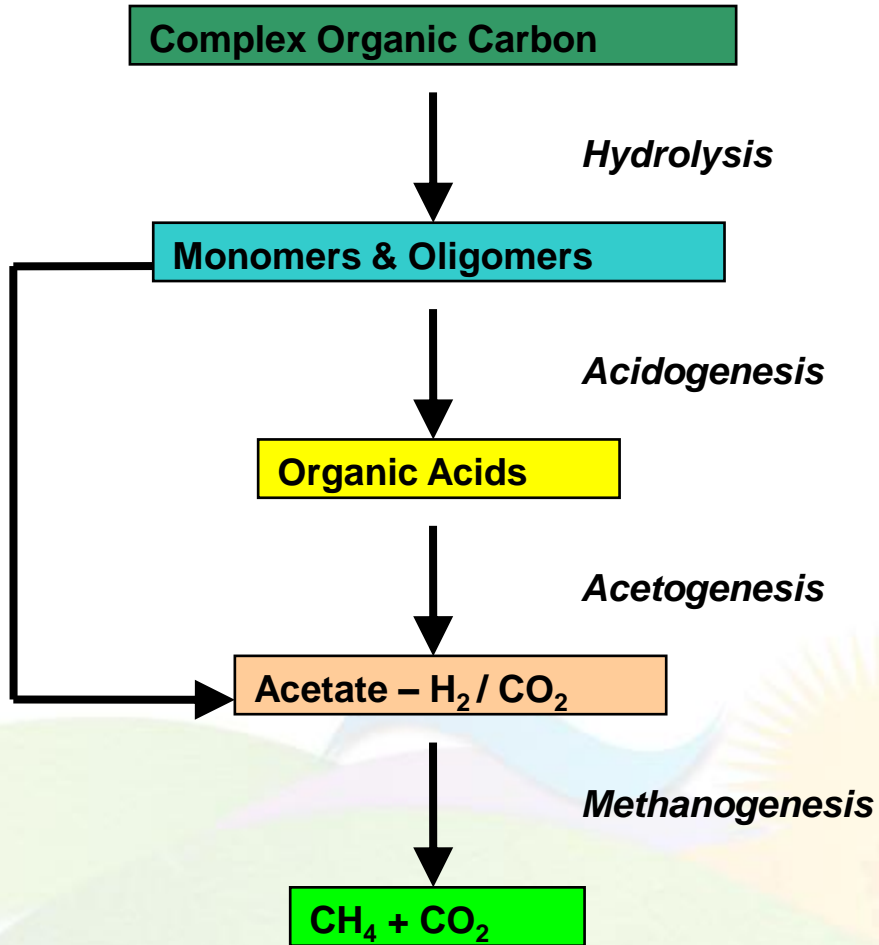 Complex Organic Carbon
Hydrolysis
Monomers & Oligomers
Acidogenesis
Organic Acids
Acetogenesis
Acetate – H₂ / CO₂
Methanogenesis
CH₄ + CO₂